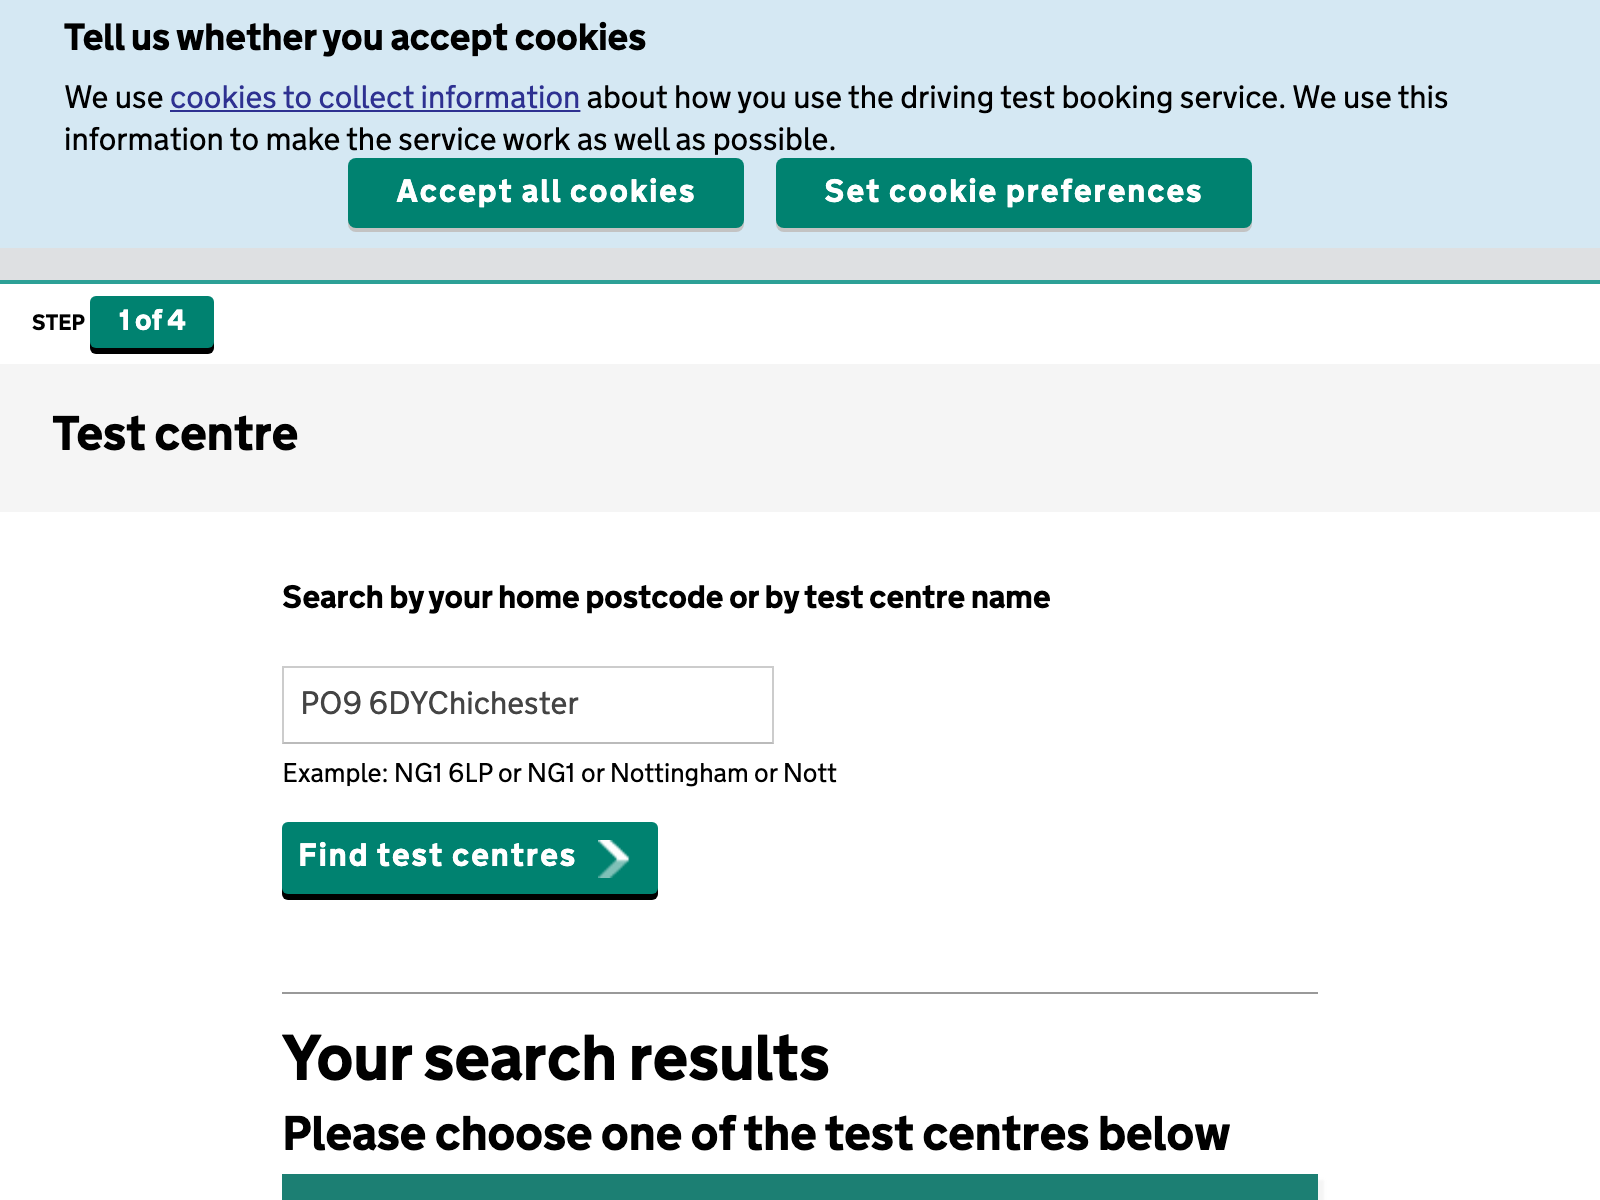 Tell us whether you accept cookies
We use cookies to collect information about how you use the driving test booking service. We use this
information to make the service work as well as possible.
Accept all cookies Set cookie preferences
STEP 1 of 4
Test centre
Search by your home postcode or by test centre name
PO9 6DYChichester
Example: NG1 6LP or NG1 or Nottingham or Nott
Find test centres
Your search results
Please choose one of the test centres below